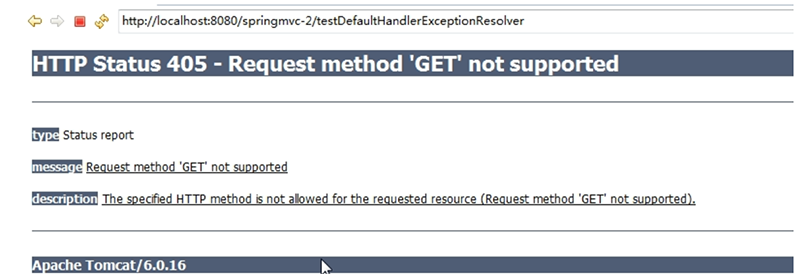 http://localhost:8080/springmvc-2/testDefaultHandlerExceptionResolver
HTTP Status 405 - Request method 'GET' not supported
type Status report
message Request method 'GET' not supported
description The specified HTTP method is not allowed for the requested resource (Request method 'GET' not supported).
Apache Tomcat/6.0.16